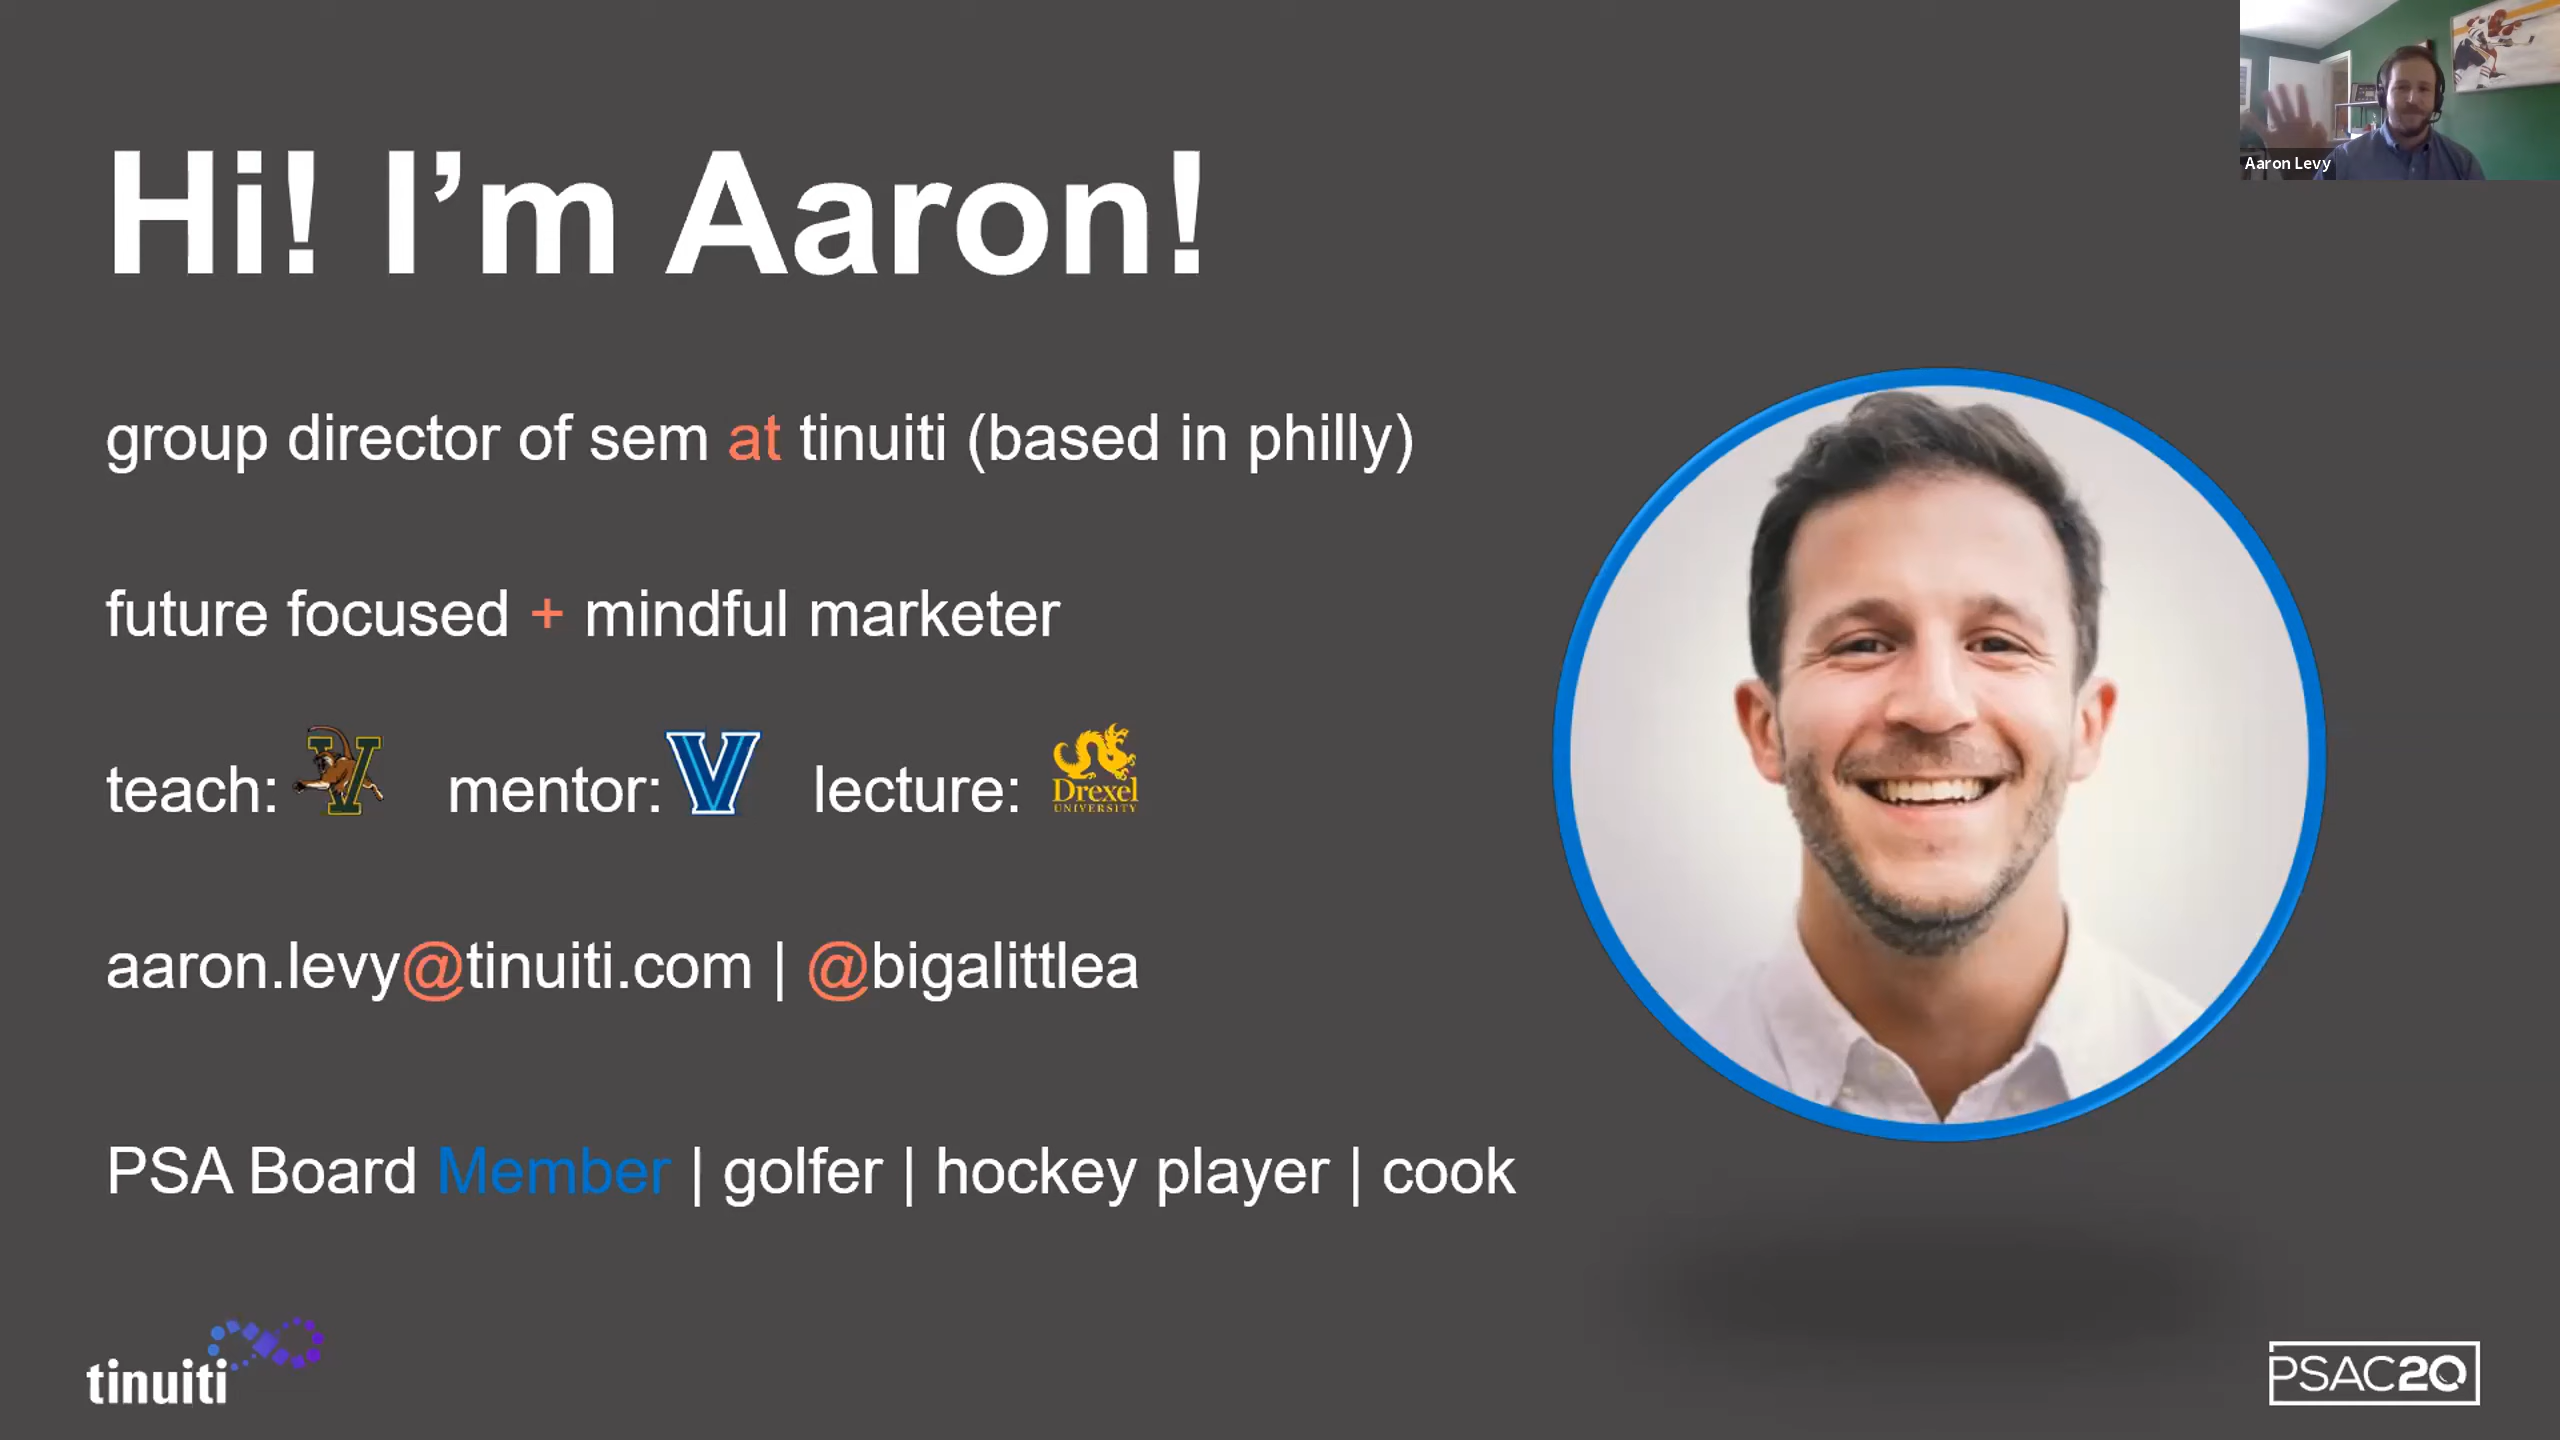 Aaron Levy
Hi! I’m Aaron!
group director of sem at tinuiti (based in philly)
future focused + mindful marketer
teach: V mentor: V lecture: Drexel
UNIVERSITY
aaron.levy@tinuiti.com | @bigalittlea
PSA Board Member | golfer | hockey player | cook
tinuiti
PSAC20